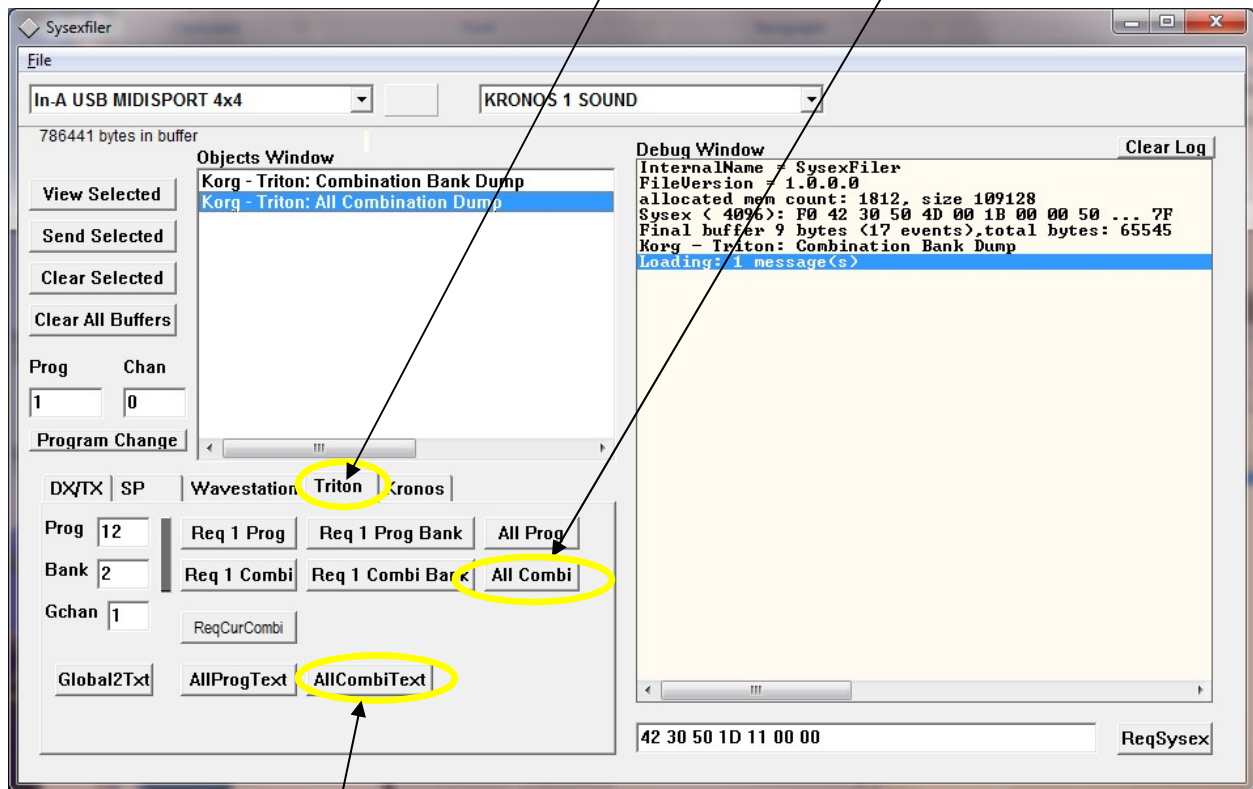 Sysexfiler
File
In-A USB MIDISPORT 4x4
KRONOS 1 SOUND
786441 bytes in buffer
Objects Window
Debug Window
Clear Log
View Selected
Send Selected
Clear Selected
Clear All Buffers
Korg - Triton: Combination Bank Dump
Korg - Triton: All Combination Dump
InternalName = SysexFiler
FileVersion = 1.0.0.0
allocated mem count: 1812, size 109128
Sysex < 4096>: F0 42 30 50 4D 00 1B 00 00 50 ... 7F
Final buffer 9 bytes <17 events>,total bytes: 65545
Korg - Triton: Combination Bank Dump
Loading: 1 message<s>
Prog Chan
1 0
Program Change
DX/TX SP Wavestation Triton Kronos
Prog 12 Req 1 Prog Req 1 Prog Bank All Prog
Bank 2 Req 1 Combi Req 1 Combi Bank All Combi
Gchan 1
ReqCurCombi
Global2Txt AllProgText AllCombiText
42 30 50 1D 11 00 00 ReqSysex